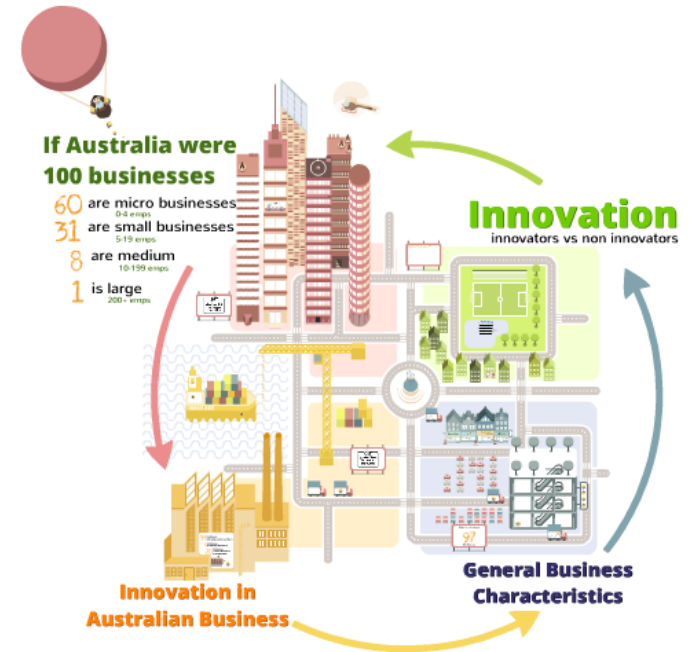 If Australia were
100 businesses
60 are micro businesses
0-4 emps
31 are small businesses
5-19 emps
8 are medium
10-199 emps
1 is large
200+ emps
Innovation
innovators vs non innovators
Innovation in
Australian Business
General Business
Characteristics
97